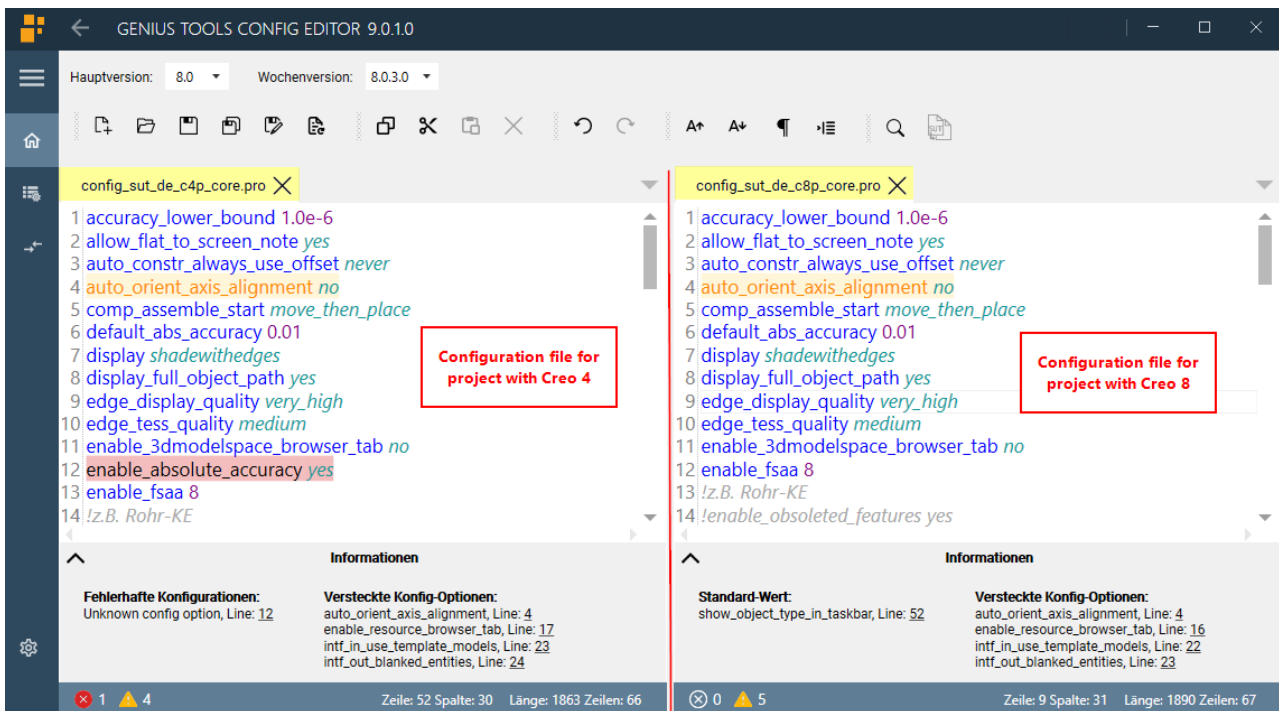 GENIUS TOOLS CONFIG EDITOR 9.0.1.0
Hauptversion: 8.0 Wochenversion: 8.0.3.0
config_sut_de_c4p_core.pro
1 accuracy_lower_bound 1.0e-6
2 allow_flat_to_screen_note yes
3 auto_constr_always_use_offset never
4 auto_orient_axis_alignment no
5 comp_assemble_start move_then_place
6 default_abs_accuracy 0.01
7 display shadewithedges
8 display_full_object_path yes
9 edge_display_quality very_high
10 edge_tess_quality medium
11 enable_3dmodelspace_browser_tab no
12 enable_absolute_accuracy yes
13 enable_fsaa 8
14 !z.B. Rohr-KE
Configuration file for
project with Creo 4
Informationen
Fehlerhafte Konfigurationen:
Unknown config option, Line: 12
Versteckte Konfig-Optionen:
auto_orient_axis_alignment, Line: 4
enable_resource_browser_tab, Line: 17
intf_in_use_template_models, Line: 23
intf_out_blanked_entities, Line: 24
1 4 Zeile: 52 Spalte: 30 Länge: 1863 Zeilen: 66
config_sut_de_c8p_core.pro
1 accuracy_lower_bound 1.0e-6
2 allow_flat_to_screen_note yes
3 auto_constr_always_use_offset never
4 auto_orient_axis_alignment no
5 comp_assemble_start move_then_place
6 default_abs_accuracy 0.01
7 display shadewithedges
8 display_full_object_path yes
9 edge_display_quality very_high
10 edge_tess_quality medium
11 enable_3dmodelspace_browser_tab no
12 enable_fsaa 8
13 !z.B. Rohr-KE
14 !enable_obsoleted_features yes
Configuration file for
project with Creo 8
Informationen
Standard-Wert:
show_object_type_in_taskbar, Line: 52
Versteckte Konfig-Optionen:
auto_orient_axis_alignment, Line: 4
enable_resource_browser_tab, Line: 16
intf_in_use_template_models, Line: 22
intf_out_blanked_entities, Line: 23
0 5 Zeile: 9 Spalte: 31 Länge: 1890 Zeilen: 67